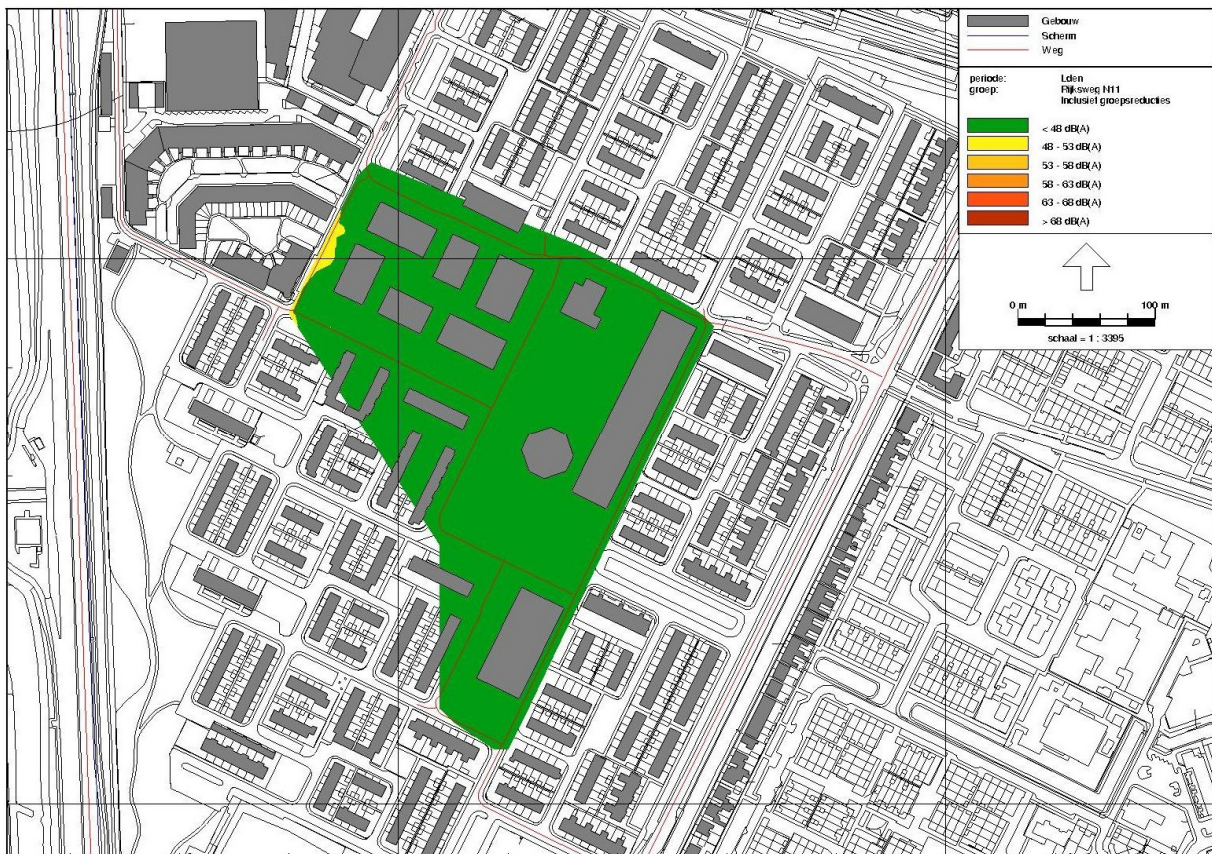 Gebouw
Scherm
Weg
periode: Lden
groep: Rijksweg N11
Inclusief groepsreducties
< 48 dB(A)
48 - 53 dB(A)
53 - 58 dB(A)
58 - 63 dB(A)
63 - 68 dB(A)
> 68 dB(A)
0 m 100 m
schaal = 1 : 3395